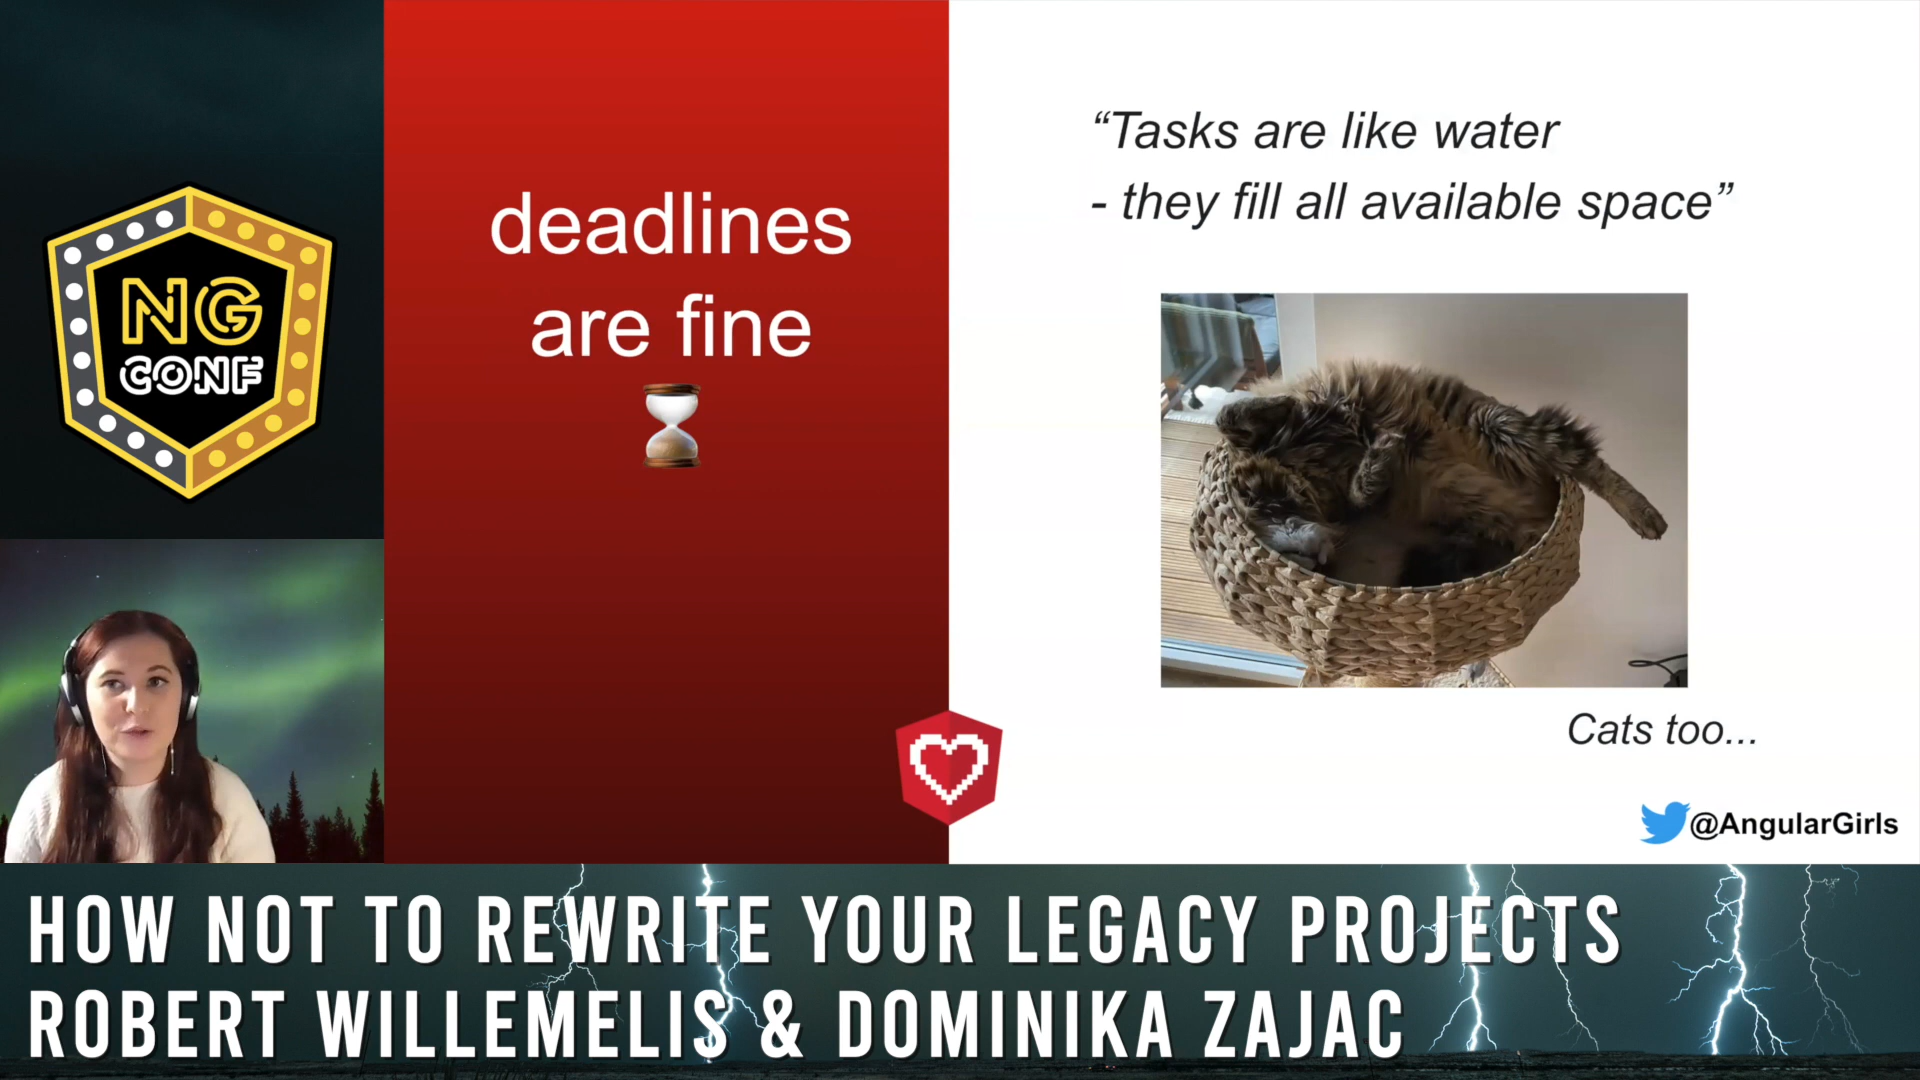 NG
CONF
deadlines
are fine
“Tasks are like water
- they fill all available space”
Cats too...
@AngularGirls
HOW NOT TO REWRITE YOUR LEGACY PROJECTS
ROBERT WILLEMELIS & DOMINIKA ZAJAC